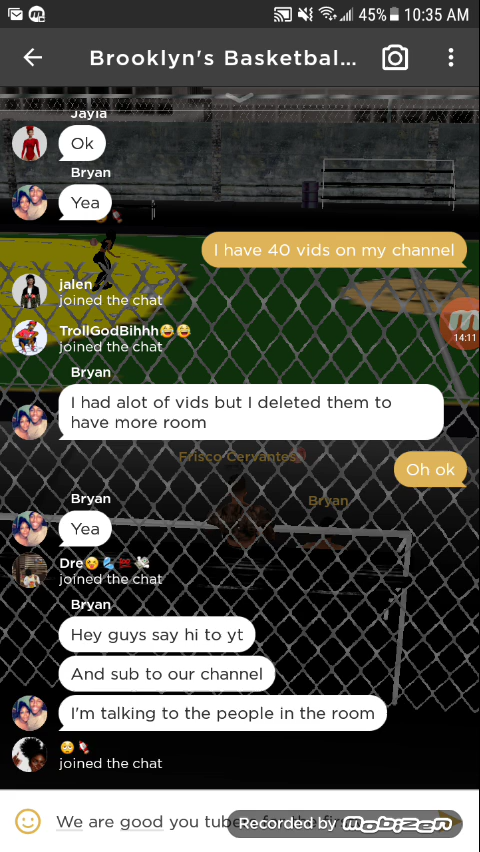 45% 10:35 AM
Brooklyn's Basketbal...
Jayla
Ok
Bryan
Yea
I have 40 vids on my channel
jalen
joined the chat
TrollGodBihhh😂😂
joined the chat
14:11
Bryan
I had alot of vids but I deleted them to
have more room
Frisco Cervantes
Oh ok
Bryan
Bryan
Yea
Dre
joined the chat
Bryan
Hey guys say hi to yt
And sub to our channel
I'm talking to the people in the room
joined the chat
We are good you tube
Recorded by mobizen